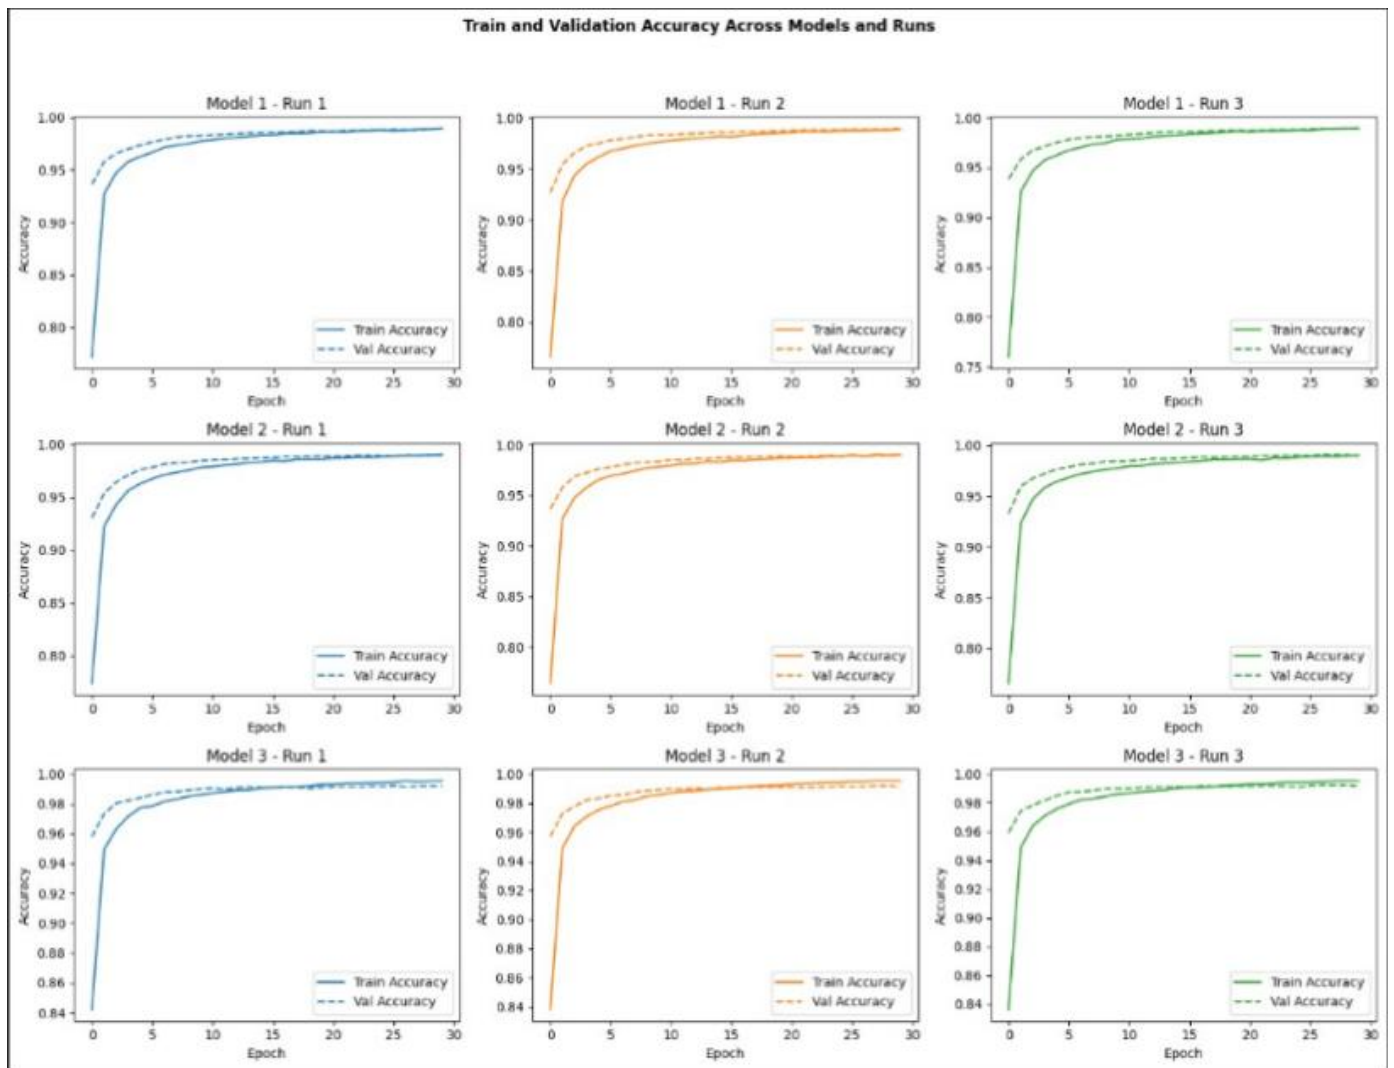 Train and Validation Accuracy Across Models and Runs
Model 1 - Run 1
1.00
0.95
0.90
0.85
0.80
Accuracy
Train Accuracy
Val Accuracy
0 5 10 15 20 25 30
Epoch
Model 1 - Run 2
1.00
0.95
0.90
0.85
0.80
Accuracy
Train Accuracy
Val Accuracy
0 5 10 15 20 25 30
Epoch
Model 1 - Run 3
1.00
0.95
0.90
0.85
0.80
0.75
Accuracy
Train Accuracy
Val Accuracy
0 5 10 15 20 25 30
Epoch
Model 2 - Run 1
1.00
0.95
0.90
0.85
0.80
Accuracy
Train Accuracy
Val Accuracy
0 5 10 15 20 25 30
Epoch
Model 2 - Run 2
1.00
0.95
0.90
0.85
0.80
Accuracy
Train Accuracy
Val Accuracy
0 5 10 15 20 25 30
Epoch
Model 2 - Run 3
1.00
0.95
0.90
0.85
0.80
Accuracy
Train Accuracy
Val Accuracy
0 5 10 15 20 25 30
Epoch
Model 3 - Run 1
1.00
0.98
0.96
0.94
0.92
0.90
0.88
0.86
0.84
Accuracy
Train Accuracy
Val Accuracy
0 5 10 15 20 25 30
Epoch
Model 3 - Run 2
1.00
0.98
0.96
0.94
0.92
0.90
0.88
0.86
0.84
Accuracy
Train Accuracy
Val Accuracy
0 5 10 15 20 25 30
Epoch
Model 3 - Run 3
1.00
0.98
0.96
0.94
0.92
0.90
0.88
0.86
0.84
Accuracy
Train Accuracy
Val Accuracy
0 5 10 15 20 25 30
Epoch